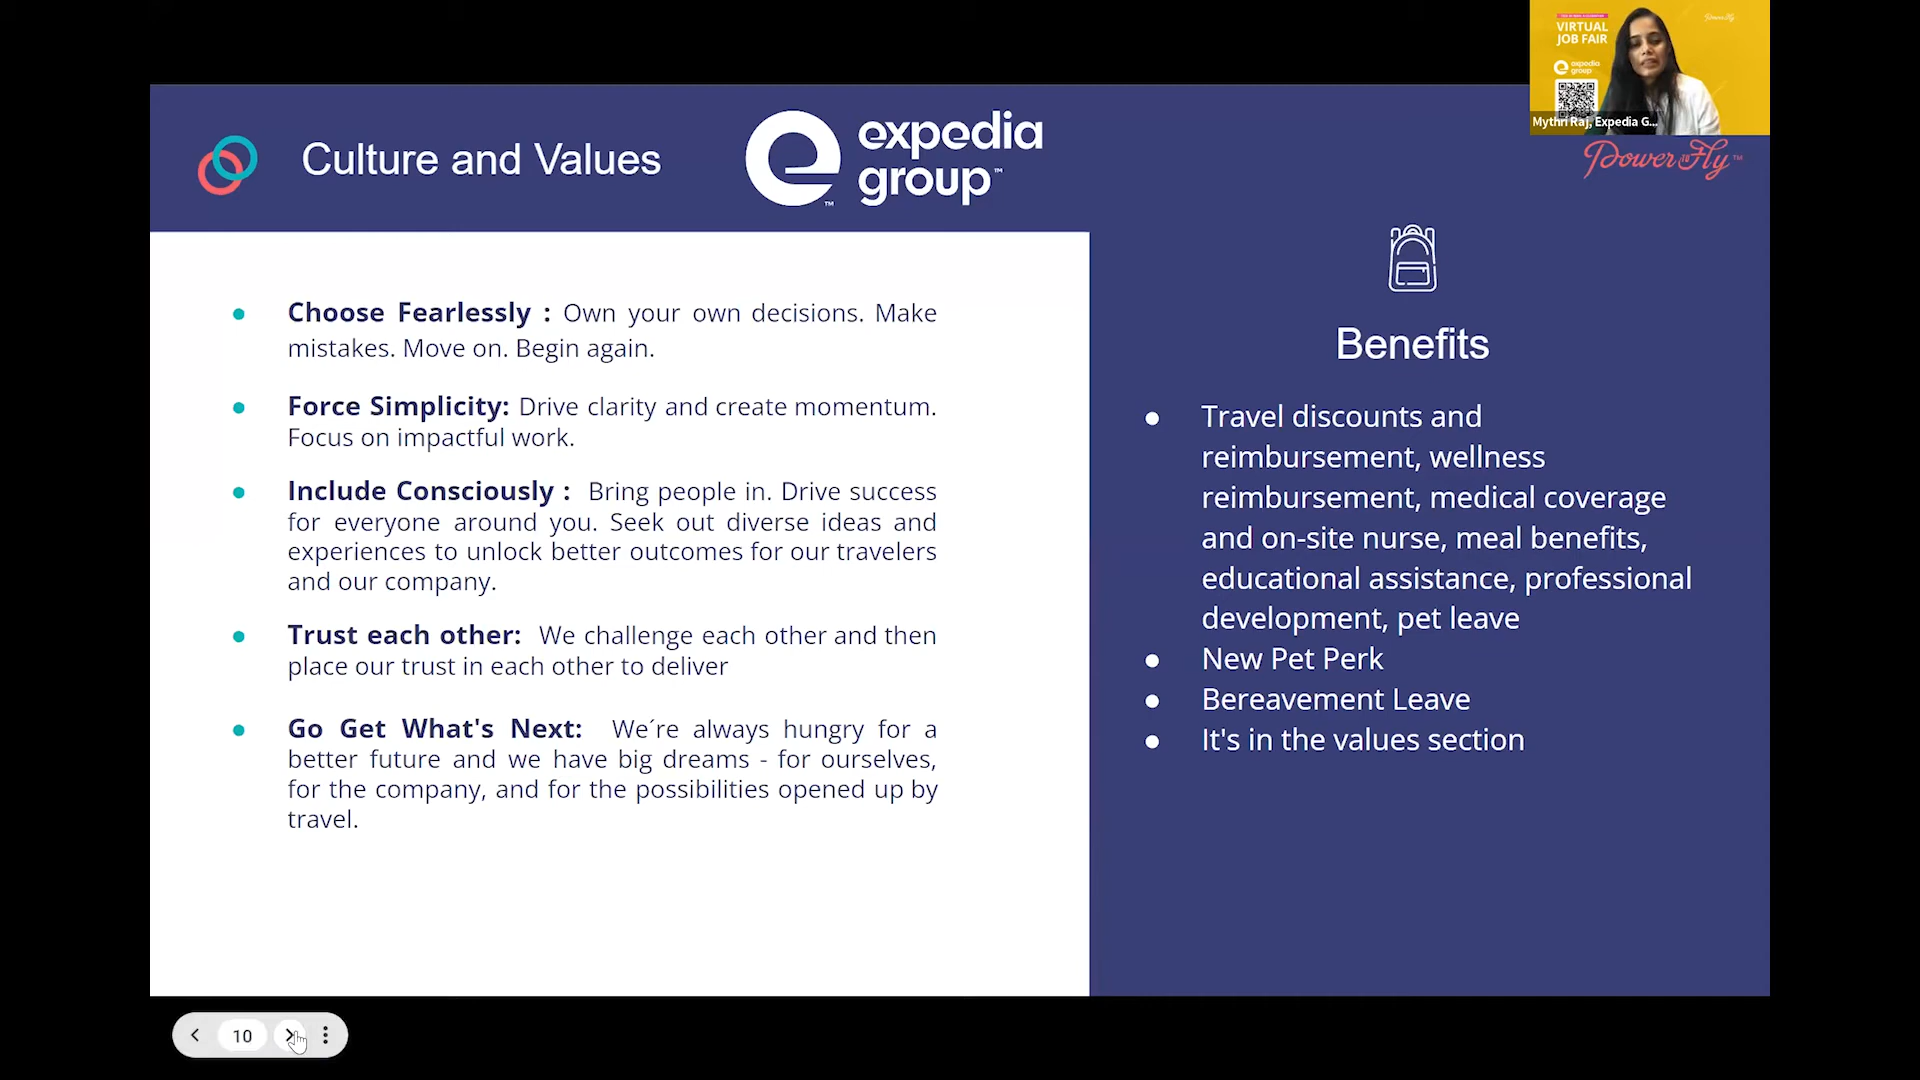 VIRTUAL
JOB FAIR
expedia
group
Mythri Raj, Expedia G...
PowerToFly™
Culture and Values
expedia
group™
Choose Fearlessly : Own your own decisions. Make
mistakes. Move on. Begin again.
Force Simplicity: Drive clarity and create momentum.
Focus on impactful work.
Include Consciously : Bring people in. Drive success
for everyone around you. Seek out diverse ideas and
experiences to unlock better outcomes for our travelers
and our company.
Trust each other: We challenge each other and then
place our trust in each other to deliver
Go Get What's Next: We´re always hungry for a
better future and we have big dreams - for ourselves,
for the company, and for the possibilities opened up by
travel.
Benefits
Travel discounts and
reimbursement, wellness
reimbursement, medical coverage
and on-site nurse, meal benefits,
educational assistance, professional
development, pet leave
New Pet Perk
Bereavement Leave
It's in the values section
10